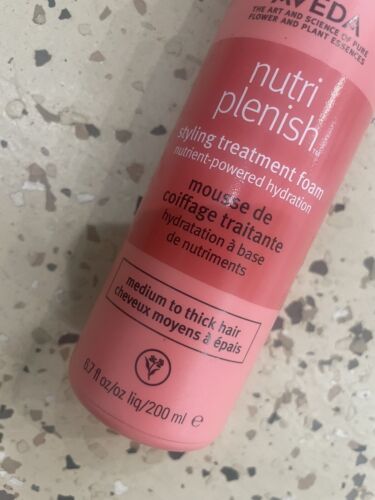 AVEDA
THE ART AND SCIENCE OF PURE
FLOWER AND PLANT ESSENCES
nutri
plenish™
styling treatment foam
nutrient-powered hydration
mousse de
coiffage traitante
hydratation à base
de nutriments
medium to thick hair
cheveux moyens à épais
6.7 fl oz/oz liq/200 ml e